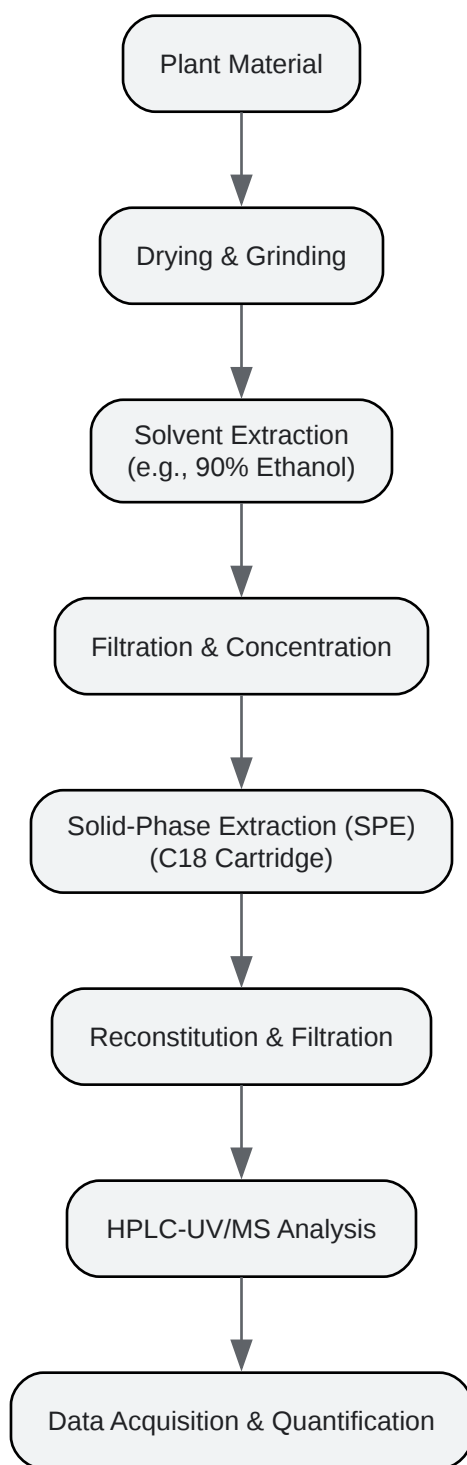 Plant Material
Drying & Grinding
Solvent Extraction
(e.g., 90% Ethanol)
Filtration & Concentration
Solid-Phase Extraction (SPE)
(C18 Cartridge)
Reconstitution & Filtration
HPLC-UV/MS Analysis
Data Acquisition & Quantification